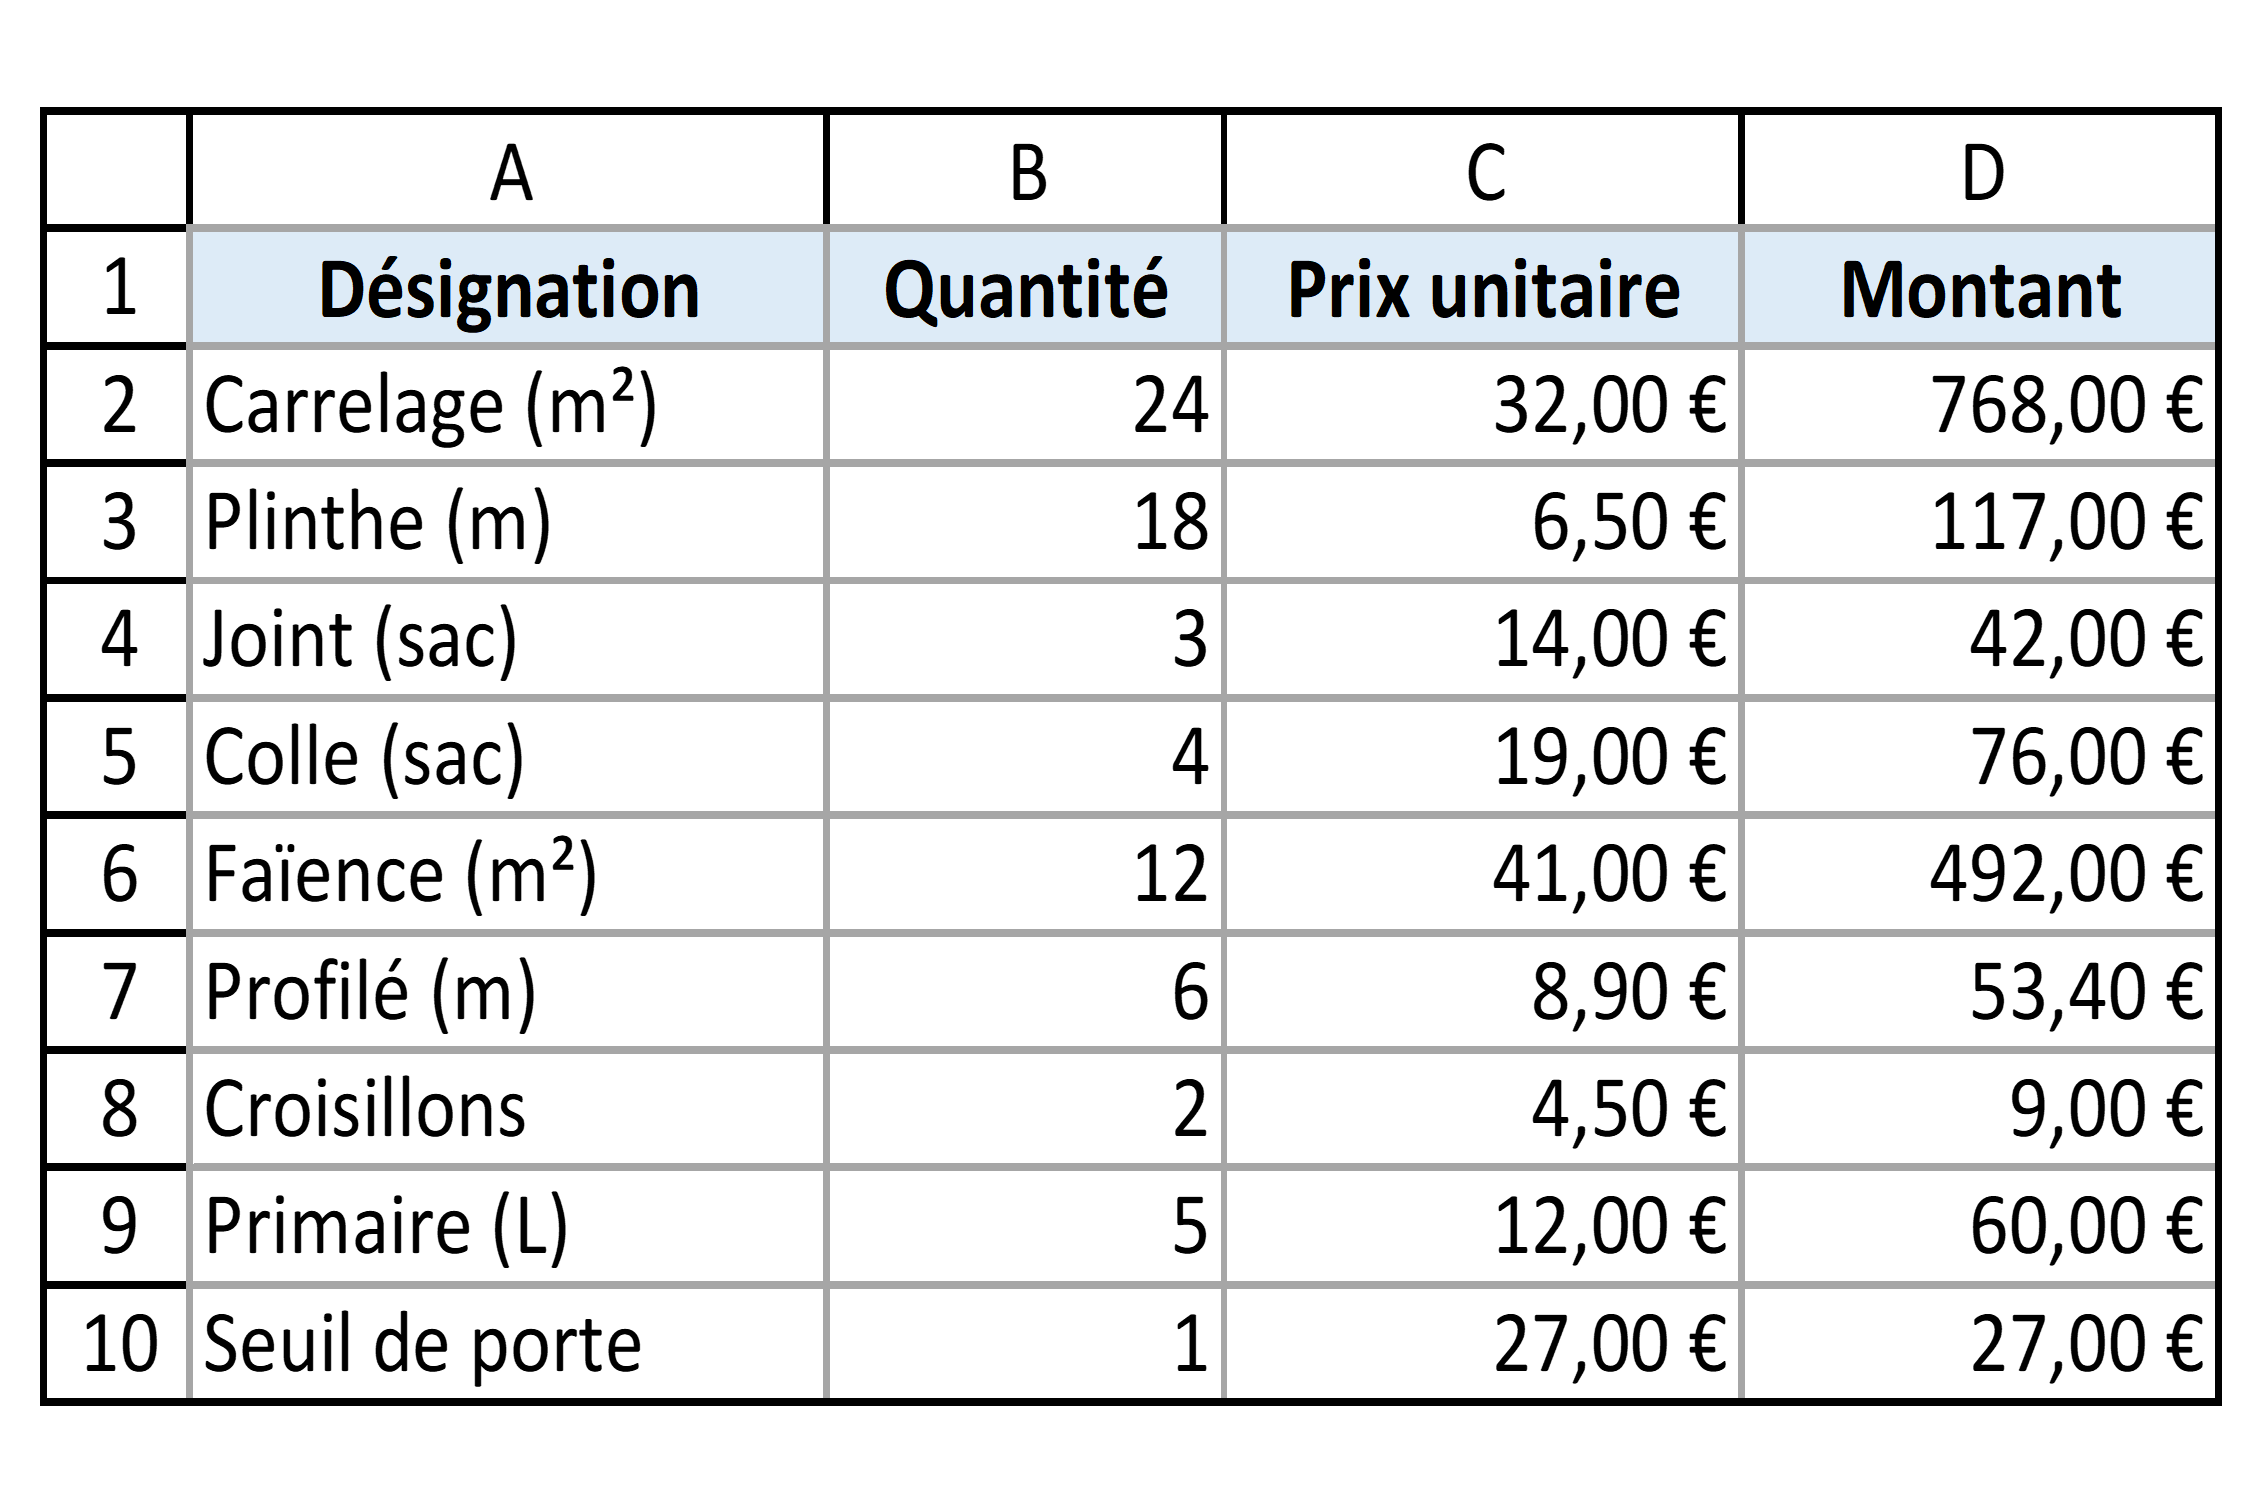 A B C D
1 Désignation Quantité Prix unitaire Montant
2 Carrelage (m²) 24 32,00 € 768,00 €
3 Plinthe (m) 18 6,50 € 117,00 €
4 Joint (sac) 3 14,00 € 42,00 €
5 Colle (sac) 4 19,00 € 76,00 €
6 Faïence (m²) 12 41,00 € 492,00 €
7 Profilé (m) 6 8,90 € 53,40 €
8 Croisillons 2 4,50 € 9,00 €
9 Primaire (L) 5 12,00 € 60,00 €
10 Seuil de porte 1 27,00 € 27,00 €